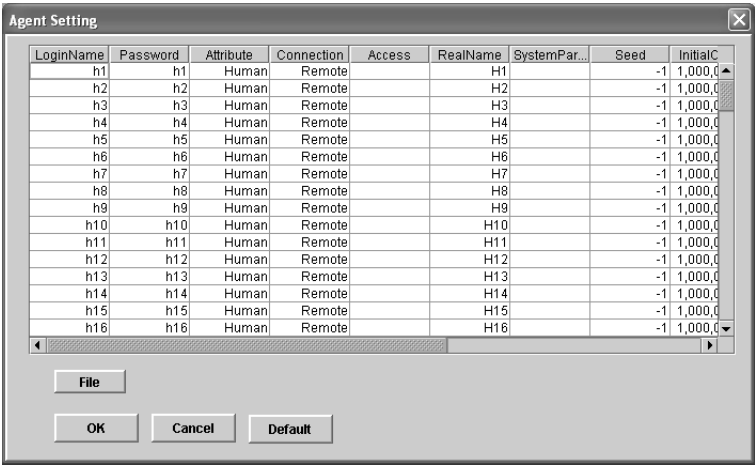 Agent Setting
LoginName Password Attribute Connection Access RealName SystemPar... Seed InitialC
h1 h1 Human Remote H1 -1 1,000,0
h2 h2 Human Remote H2 -1 1,000,0
h3 h3 Human Remote H3 -1 1,000,0
h4 h4 Human Remote H4 -1 1,000,0
h5 h5 Human Remote H5 -1 1,000,0
h6 h6 Human Remote H6 -1 1,000,0
h7 h7 Human Remote H7 -1 1,000,0
h8 h8 Human Remote H8 -1 1,000,0
h9 h9 Human Remote H9 -1 1,000,0
h10 h10 Human Remote H10 -1 1,000,0
h11 h11 Human Remote H11 -1 1,000,0
h12 h12 Human Remote H12 -1 1,000,0
h13 h13 Human Remote H13 -1 1,000,0
h14 h14 Human Remote H14 -1 1,000,0
h15 h15 Human Remote H15 -1 1,000,0
h16 h16 Human Remote H16 -1 1,000,0
File
OK Cancel Default